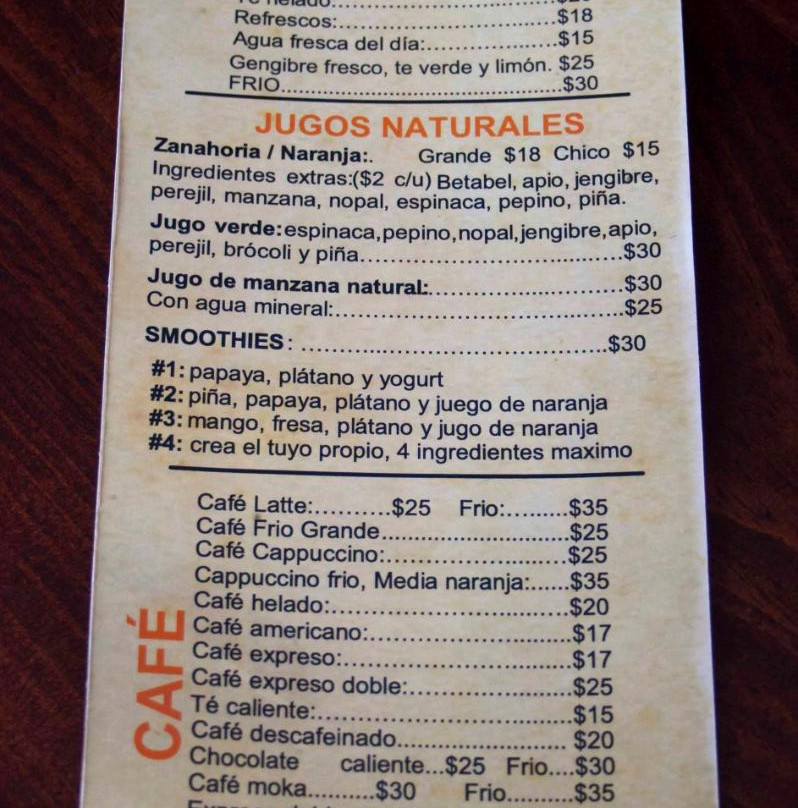 Té helado
Refrescos:..................................$18
Agua fresca del día:....................$15
Gengibre fresco, te verde y limón. $25
FRIO............................................$30
JUGOS NATURALES
Zanahoria / Naranja:. Grande $18 Chico $15
Ingredientes extras:($2 c/u) Betabel, apio, jengibre,
perejil, manzana, nopal, espinaca, pepino, piña.
Jugo verde:espinaca,pepino,nopal,jengibre,apio,
perejil, brócoli y piña.......................................$30
Jugo de manzana natural:.............................$30
Con agua mineral:...........................................$25
SMOOTHIES: .............................................$30
#1: papaya, plátano y yogurt
#2: piña, papaya, plátano y juego de naranja
#3: mango, fresa, plátano y jugo de naranja
#4: crea el tuyo propio, 4 ingredientes maximo
CAFÉ
Café Latte:..........$25 Frio:........$35
Café Frio Grande............................$25
Café Cappuccino:...........................$25
Cappuccino frio, Media naranja:......$35
Café helado:...................................$20
Café americano:.............................$17
Café expreso:.................................$17
Café expreso doble:.......................$25
Té caliente:.....................................$15
Café descafeinado......................... $20
Chocolate caliente...$25 Frio....$30
Café moka..........$30 Frio..........$35